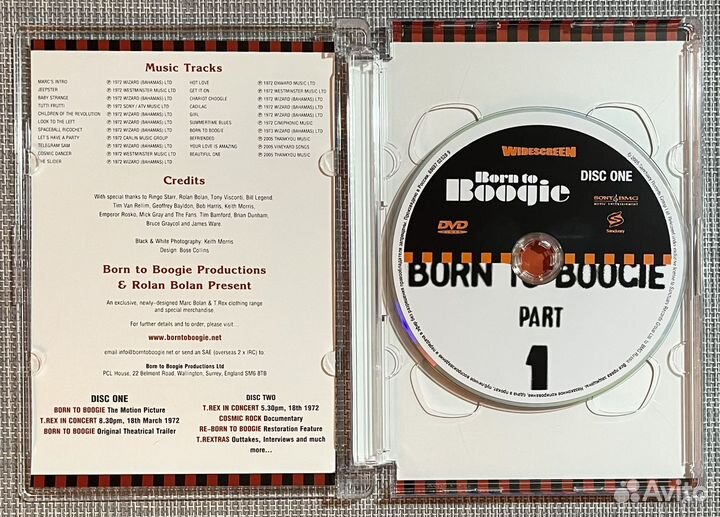 Music Tracks
MARC'S INTRO ℗ 1972 WIZARD (BAHAMAS) LTD
JEEPSTER ℗ 1972 WESTMINSTER MUSIC LTD
BABY STRANGE ℗ 1972 WIZARD (BAHAMAS) LTD
TUTTI FRUTTI ℗ 1972 SONY / ATV MUSIC LTD
CHILDREN OF THE REVOLUTION ℗ 1972 WIZARD (BAHAMAS) LTD
LOOK TO THE LEFT ℗ 1972 WIZARD (BAHAMAS) LTD
SPACEBALL RICOCHET ℗ 1972 WIZARD (BAHAMAS) LTD
LET'S HAVE A PARTY ℗ 1972 CARLIN MUSIC GROUP
TELEGRAM SAM ℗ 1972 WIZARD (BAHAMAS) LTD
COSMIC DANCER ℗ 1972 WESTMINSTER MUSIC LTD
THE SLIDER ℗ 1972 WIZARD (BAHAMAS) LTD
HOT LOVE ℗ 1972 ONWARD MUSIC LTD
GET IT ON ℗ 1972 WESTMINSTER MUSIC LTD
CHARIOT CHOOGLE ℗ 1972 WIZARD (BAHAMAS) LTD
CADILAC ℗ 1972 WIZARD (BAHAMAS) LTD
GIRL ℗ 1972 WIZARD (BAHAMAS) LTD
SUMMERTIME BLUES ℗ 1972 CINEPHONIC MUSIC
BORN TO BOOGIE ℗ 1973 WIZARD (BAHAMAS) LTD
BEFRIENDED ℗ 2005 THANKYOU MUSIC
YOUR LOVE IS AMAZING ℗ 2005 VINEYARD SONGS
BEAUTIFUL ONE ℗ 2005 THANKYOU MUSIC
Credits
With special thanks to Ringo Starr, Rolan Bolan, Tony Visconti, Bill Legend.
Tim Van Rellim, Geoffrey Bayldon, Bob Harris, Keith Morris,
Emperor Rosko, Mick Gray and The Fans. Tim Bamford, Brian Dunham,
Bruce Graycol and James Ware.
Black & White Photography: Keith Morris
Design: Bose Collins
Born to Boogie Productions
& Rolan Bolan Present
An exclusive, newly-designed Marc Bolan & T.Rex clothing range
and special merchandise.
For further details and to order, please visit...
www.borntoboogie.net
email info@borntoboogie.net or send an SAE (overseas 2 x IRC) to:
Born to Boogie Productions Ltd
PCL House, 22 Belmont Road, Wallington, Surrey, England SM6 8TB
DISC ONE
BORN TO BOOGIE The Motion Picture
T.REX IN CONCERT 8.30pm, 18th March 1972
BORN TO BOOGIE Original Theatrical Trailer
DISC TWO
T.REX IN CONCERT 5.30pm, 18th 1972
COSMIC ROCK Documentary
RE-BORN TO BOOGIE Restoration Feature
T.REXTRAS Outtakes, Interviews and much
more...
WIDESCREEN
Born to
Boogie
DISC ONE
DVD
VIDEO
SONY BMG
MUSIC ENTERTAINMENT
Sanctuary
BORN TO BOOGIE
PART
1
Avito